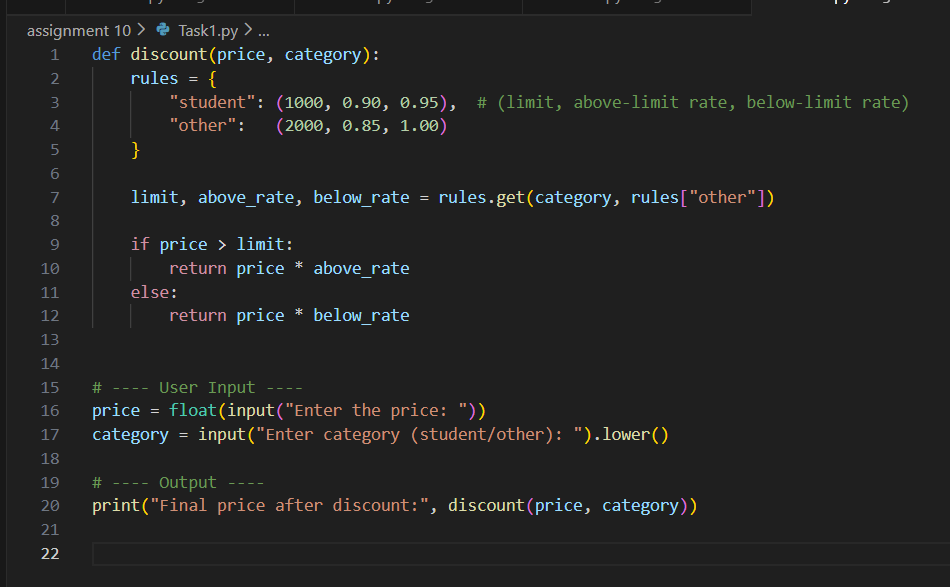 assignment 10 > Task1.py > ...
1 def discount(price, category):
2     rules = {
3         "student": (1000, 0.90, 0.95),  # (limit, above-limit rate, below-limit rate)
4         "other":   (2000, 0.85, 1.00)
5     }
6
7     limit, above_rate, below_rate = rules.get(category, rules["other"])
8
9     if price > limit:
10         return price * above_rate
11     else:
12         return price * below_rate
13
14
15 # ---- User Input ----
16 price = float(input("Enter the price: "))
17 category = input("Enter category (student/other): ").lower()
18
19 # ---- Output ----
20 print("Final price after discount:", discount(price, category))
21
22